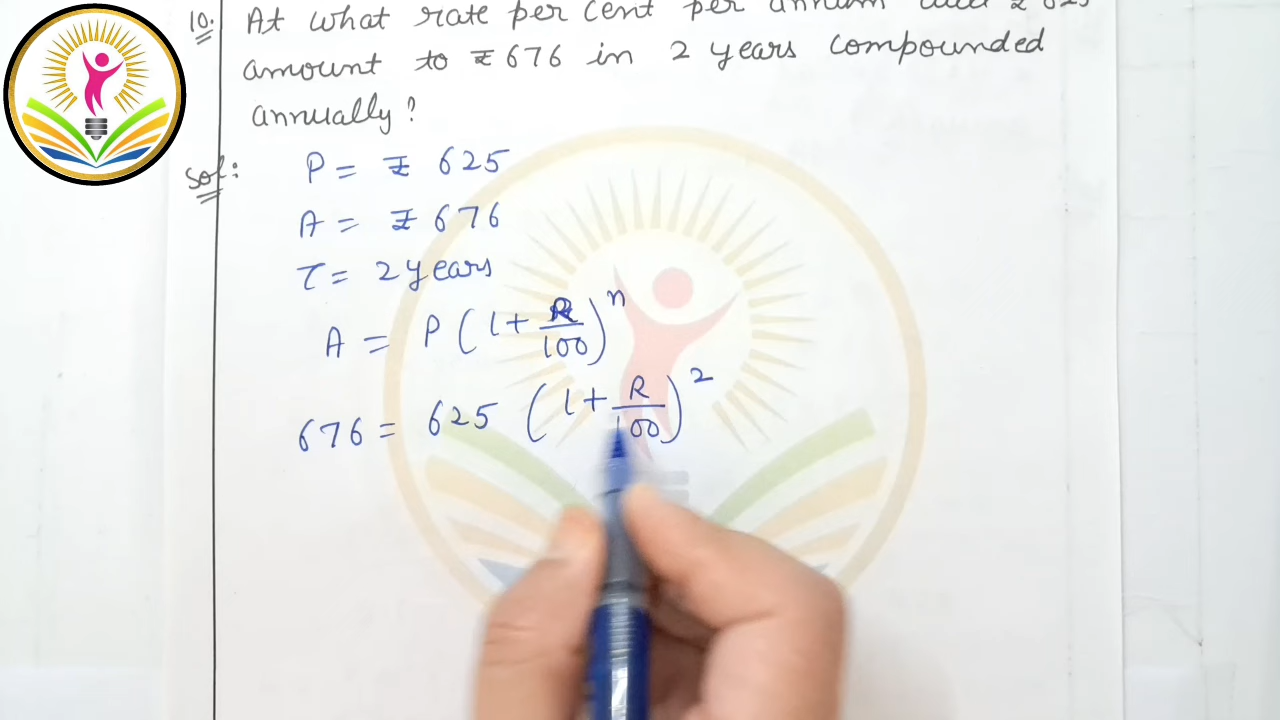 10. At what rate per cent per annum will ₹ 625
amount to ₹ 676 in 2 years compounded
annually?
Sol: P = ₹ 625
A = ₹ 676
T = 2 years
A = P (1 + R/100)^n
676 = 625 (1 + R/100)^2